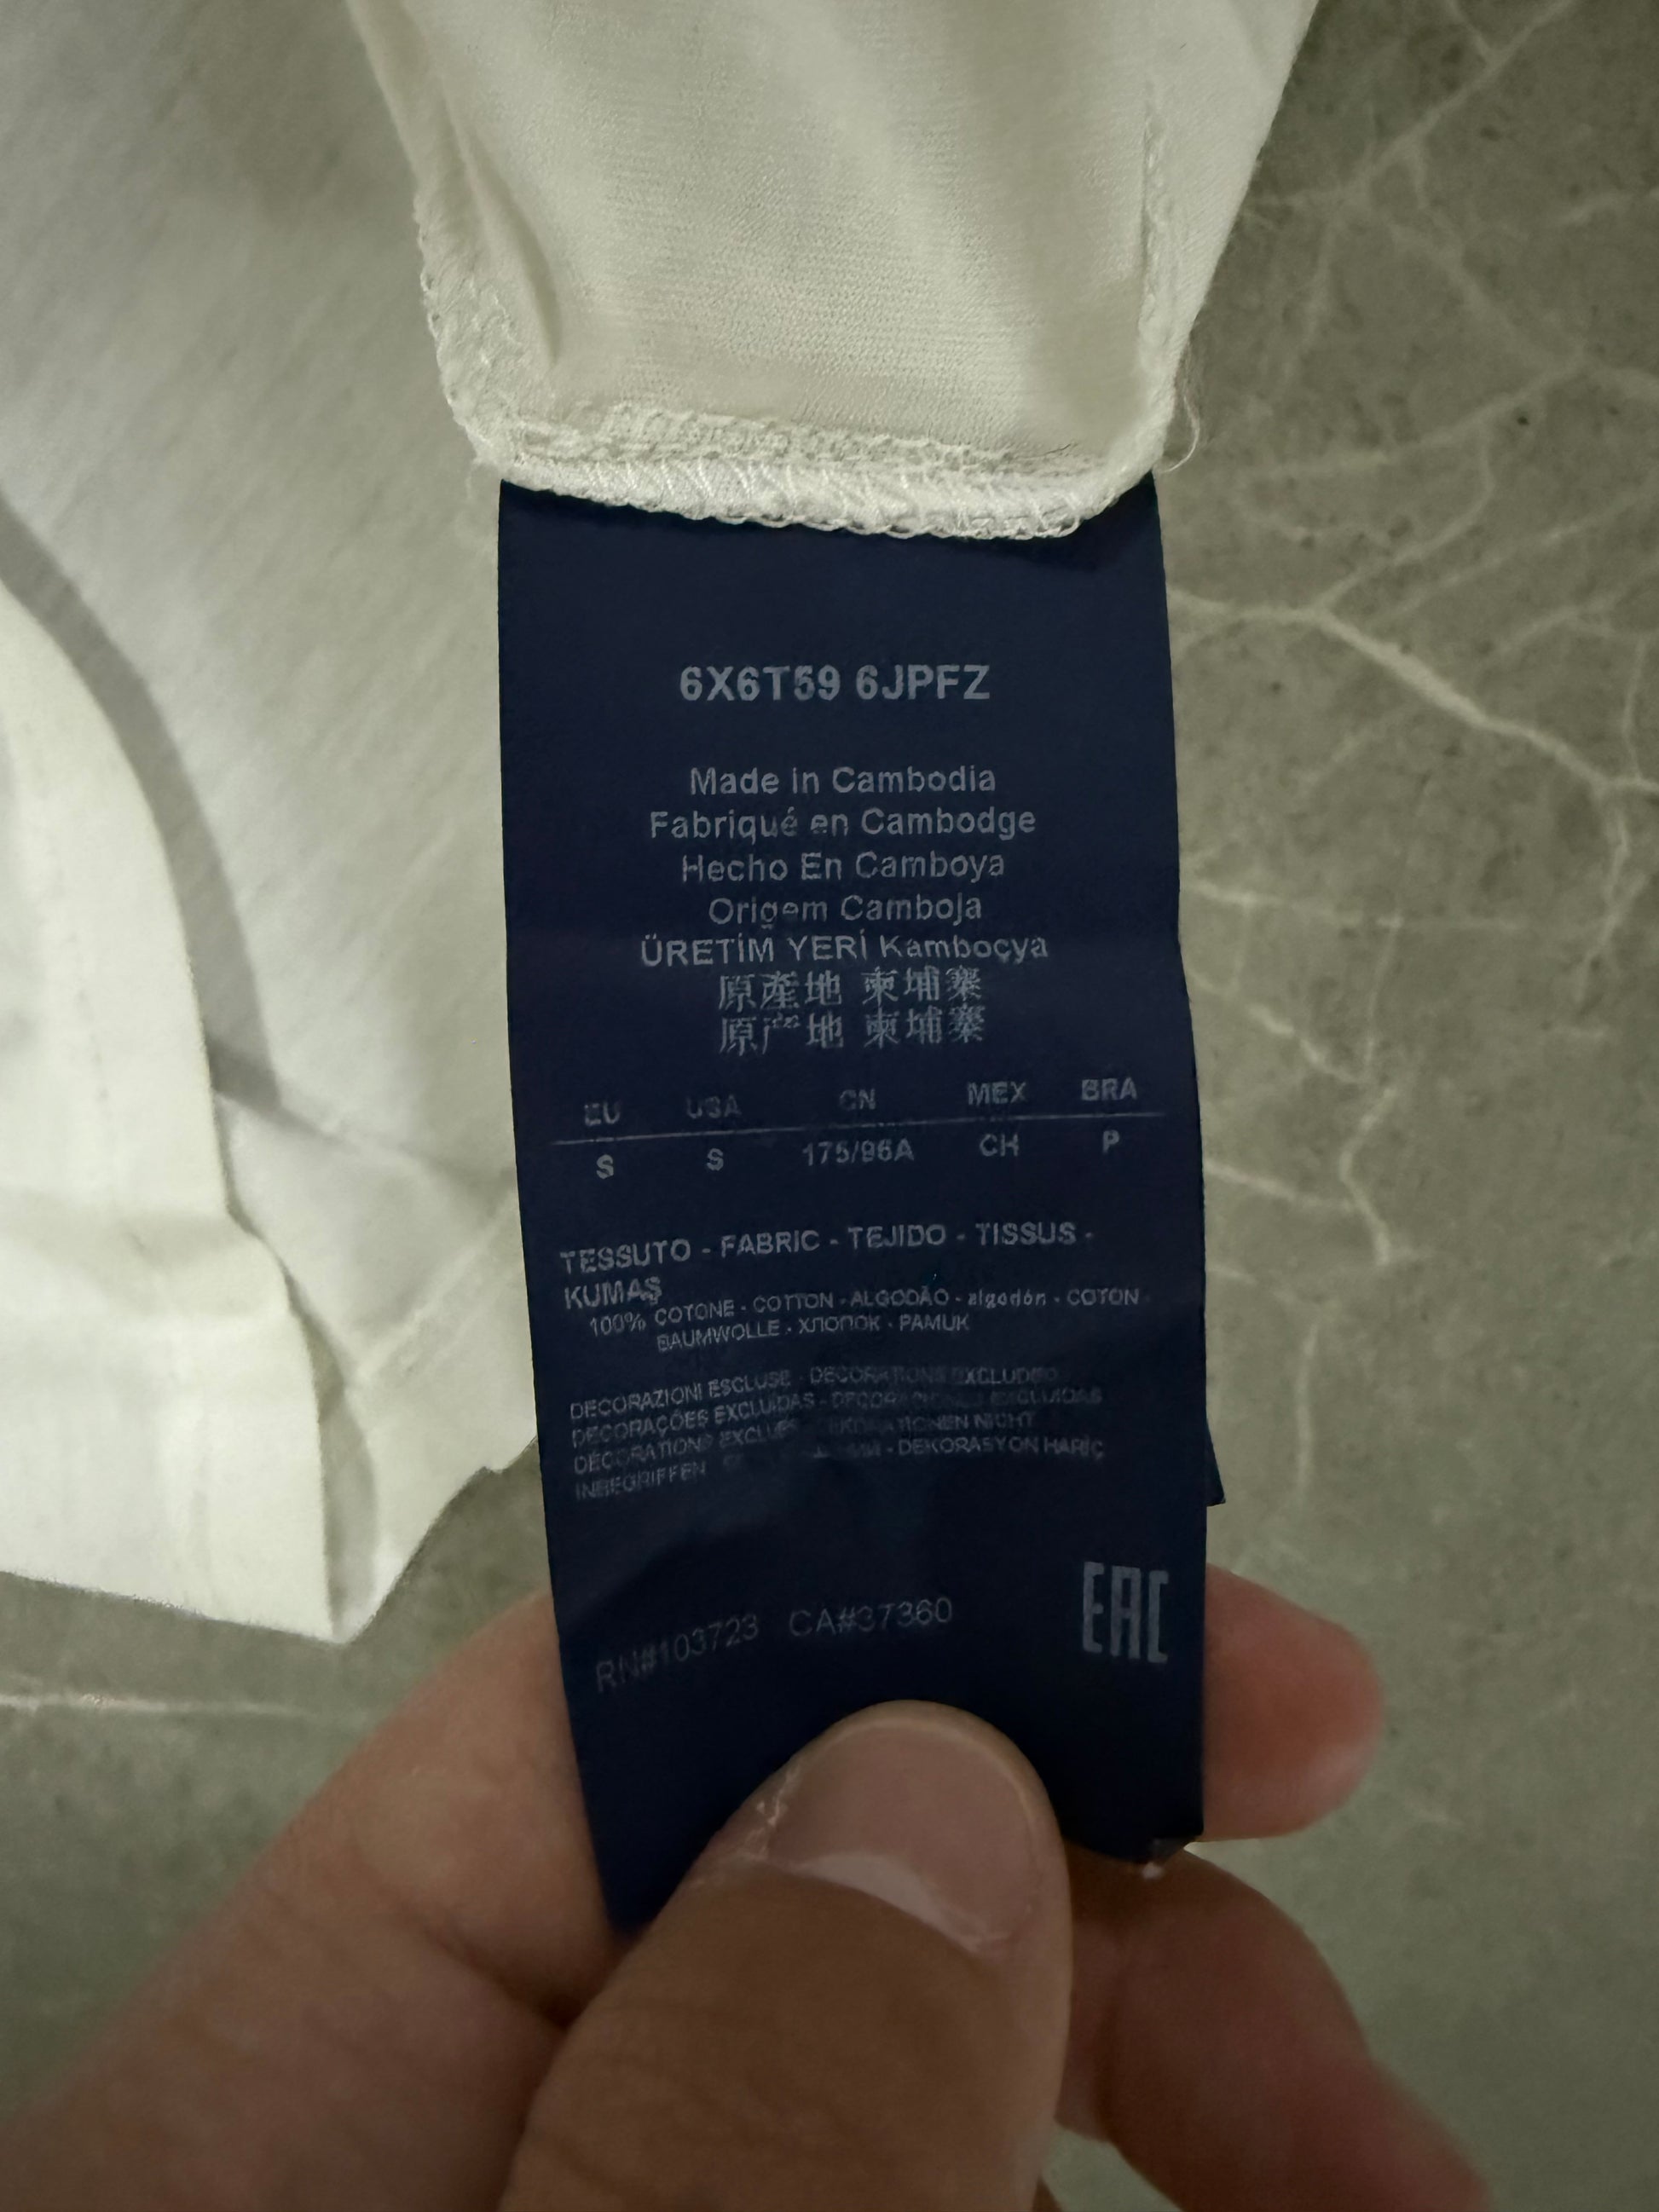 6X6T59 6JPFZ
Made in Cambodia
Fabriqué en Cambodge
Hecho En Camboya
Origem Camboja
ÜRETİM YERİ Kamboçya
原產地 柬埔寨
原产地 柬埔寨
EU USA CN MEX BRA
S S 175/96A CH P
TESSUTO - FABRIC - TEJIDO - TISSUS -
KUMAŞ
100% COTONE - COTTON - ALGODÃO - algodón - COTON -
BAUMWOLLE - ХЛОПОК - PAMUK
DECORAZIONI ESCLUSE - DECORATIONS EXCLUDED
DECORAÇÕES EXCLUIDAS - DECORACIONES EXCLUIDAS
DÉCORATIONS EXCLUES - DEKORATIONEN NICHT
INBEGRIFFEN - DEKORASYON HARİÇ
RN#103723 CA#37360
EAC